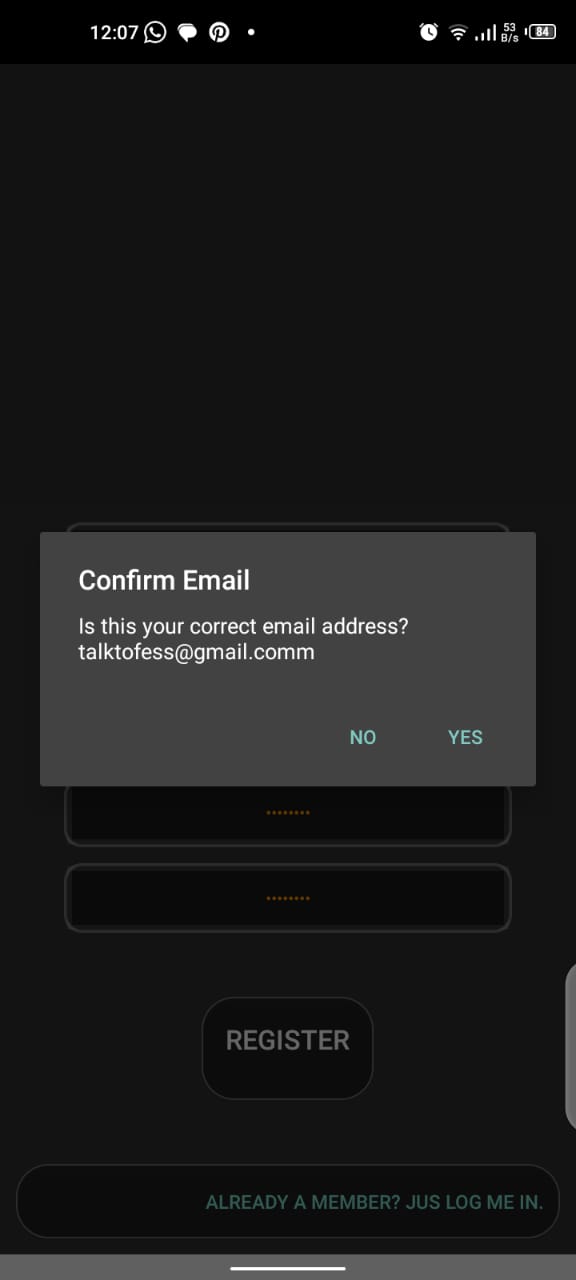 12:07
53
B/s
84
Confirm Email
Is this your correct email address?
talktofess@gmail.comm
NO YES
••••••••
••••••••
REGISTER
ALREADY A MEMBER? JUS LOG ME IN.